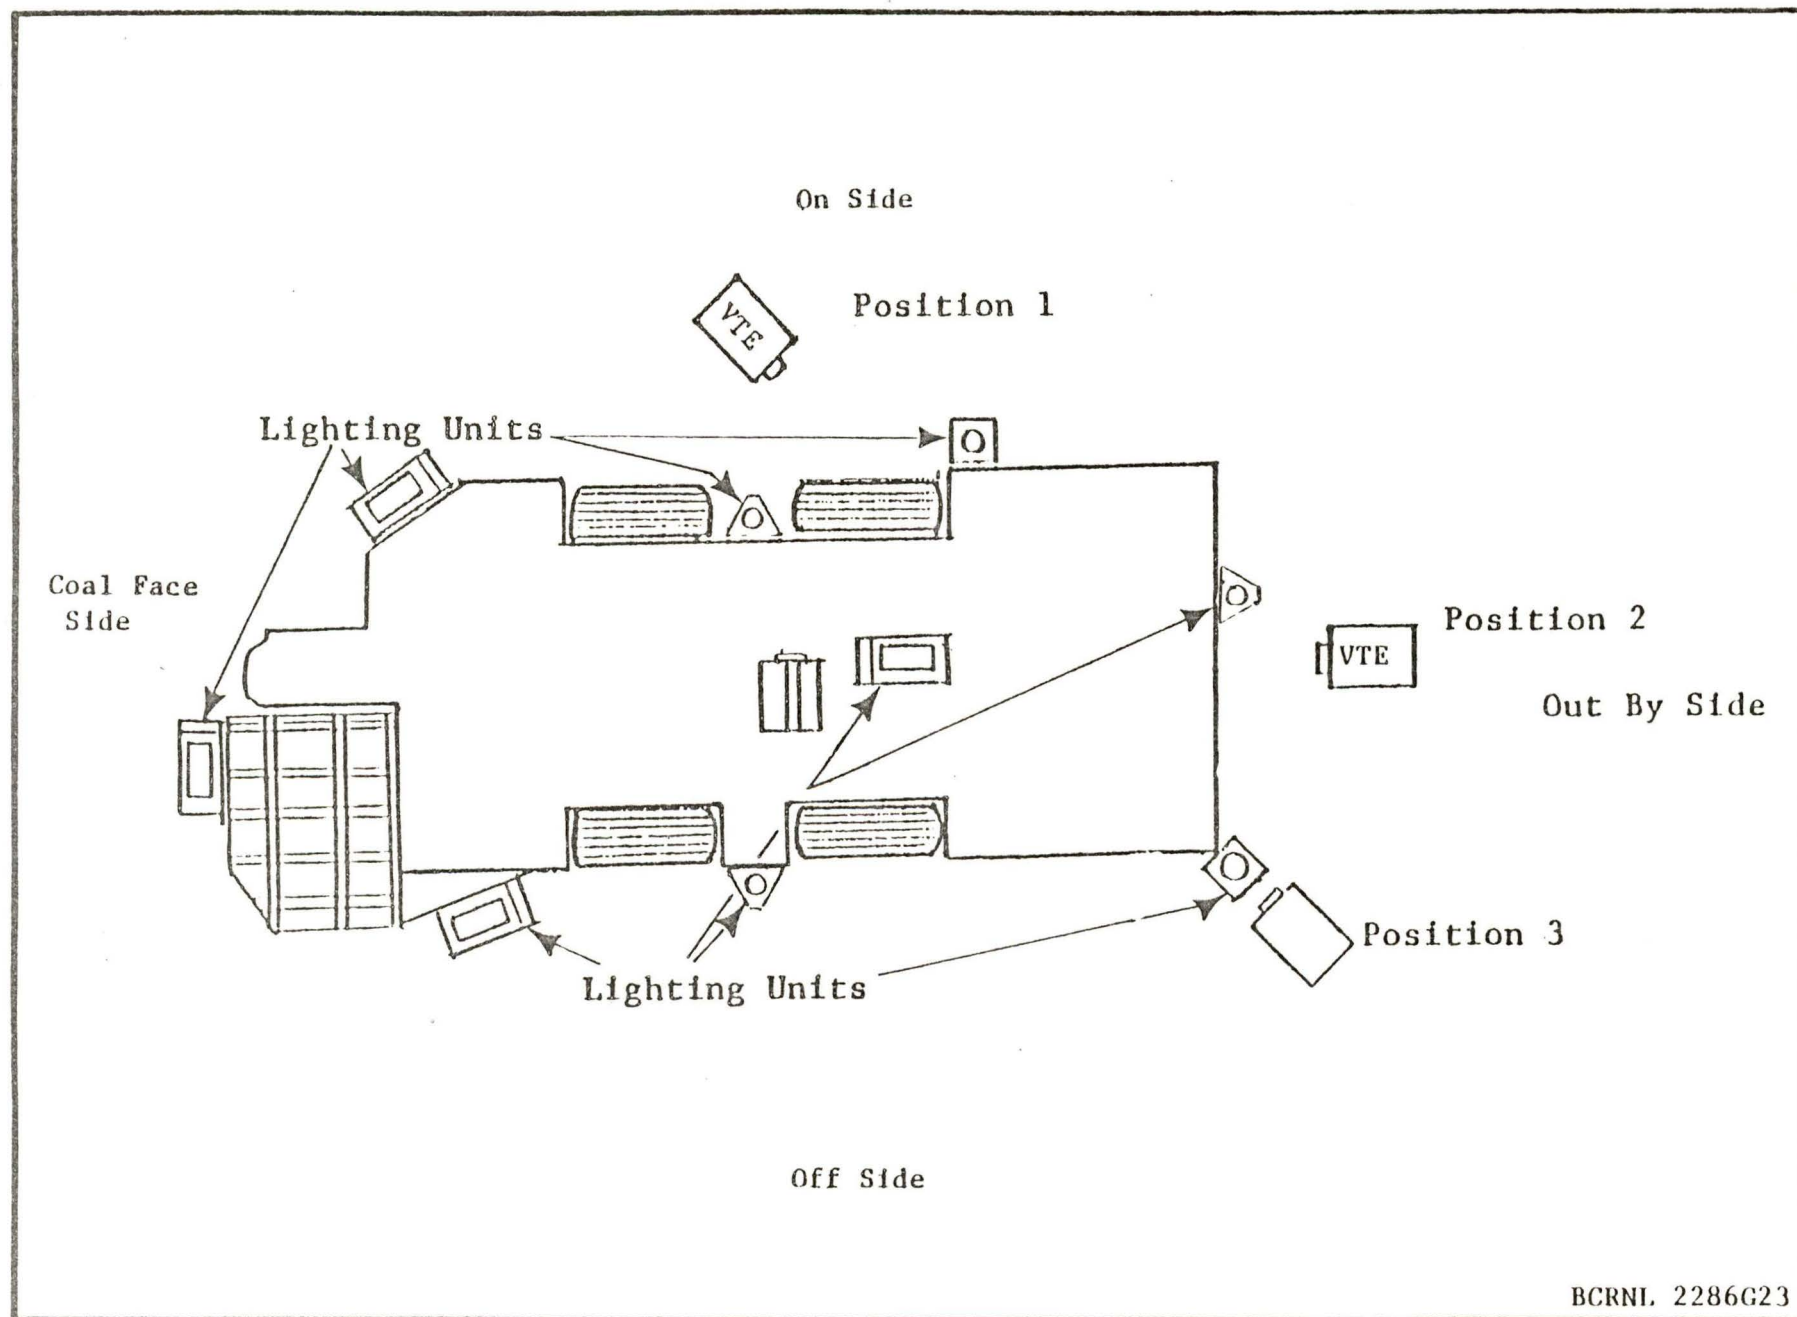 On Side
VTE
Position 1
Lighting Units
Coal Face
Side
Position 2
VTE
Out By Side
Position 3
Lighting Units
Off Side
BCRNL 2286G23